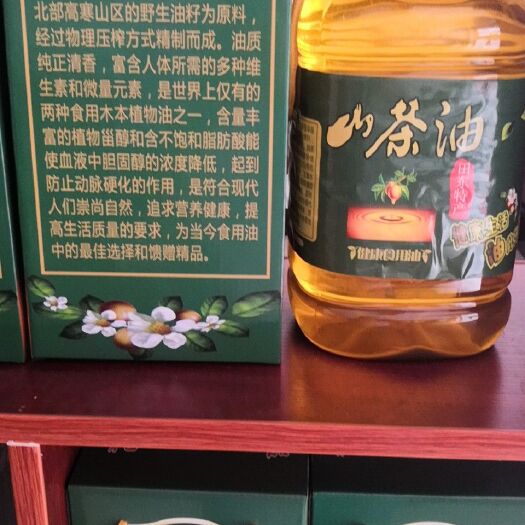 北部高寒山区的野生油籽为原料，
经过物理压榨方式精制而成。油质
纯正清香，富含人体所需的多种维
生素和微量元素，是世界上仅有的
两种食用木本植物油之一，含量丰
富的植物甾醇和含不饱和脂肪酸能
使血液中胆固醇的浓度降低，起到
防止动脉硬化的作用，是符合现代
人们崇尚自然，追求营养健康，提
高生活质量的要求，为当今食用油
中的最佳选择和馈赠精品。
山茶油
田东特产
健康食用油
健康生活